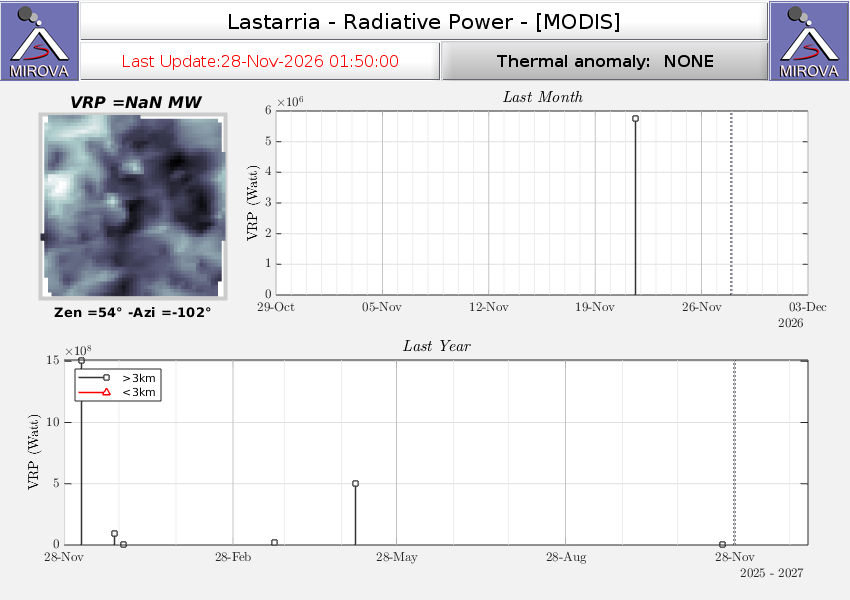 Lastarria - Radiative Power - [MODIS]
MIROVA
Last Update:28-Nov-2026 01:50:00
Thermal anomaly: NONE
MIROVA
VRP =NaN MW
Zen =54° -Azi =-102°
Last Month
×10⁶
VRP (Watt)
6
5
4
3
2
1
0
29-Oct
05-Nov
12-Nov
19-Nov
26-Nov
03-Dec
2026
Last Year
×10⁸
VRP (Watt)
15
10
5
0
>3km
<3km
28-Nov
28-Feb
28-May
28-Aug
28-Nov
2025 - 2027